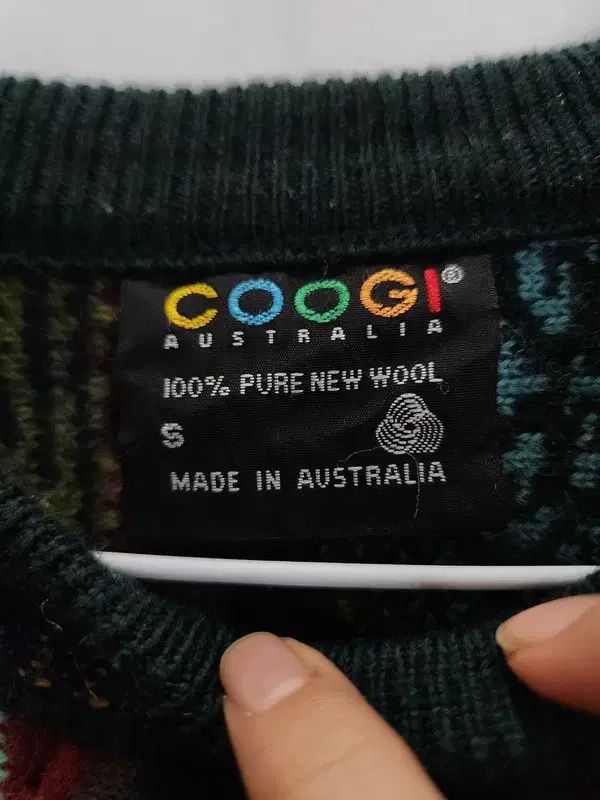 COOGI®
AUSTRALIA
100% PURE NEW WOOL
S
MADE IN AUSTRALIA